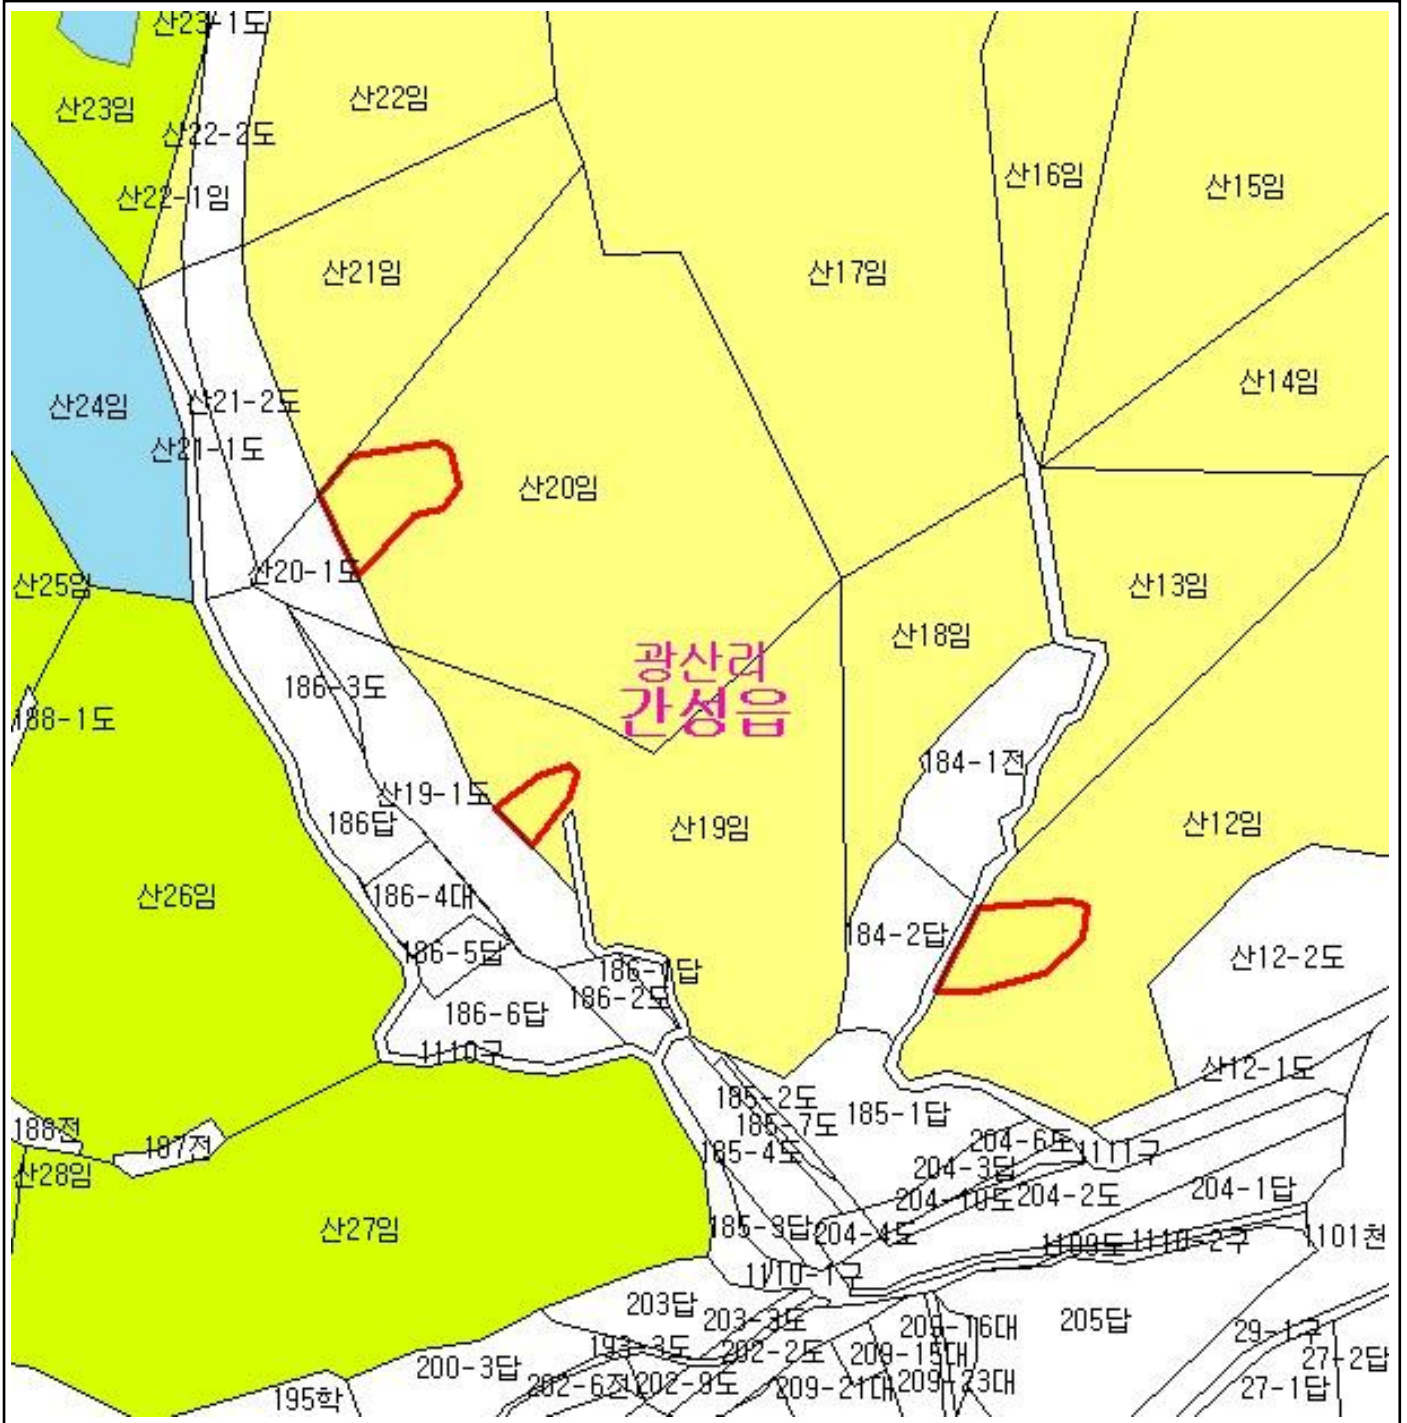 산23-1도
산22임
산23임
산22-2도
산16임
산15임
산22-1임
산21임
산17임
산14임
산24임
산21-2도
산21-1도
산20임
산20-1도
산25임
산13임
산18임
광산리
186-3도
간성읍
188-1도
184-1전
산19-1도
186답
산19임
산12임
산26임
186-4대
184-2답
186-5답
산12-2도
186-1답
186-2도
186-6답
1110구
산12-1도
185-2도
185-1답
185-7도
188전
187전
204-6도
185-4도
1111구
204-3답
산28임
204-10도
204-2도
204-1답
산27임
185-3답
204-4도
1109도
1110-2구
101천
1110-1구
203답
203-3도
205답
209-16대
29-1구
193-3도
202-2도
209-15대
27-2답
200-3답
202-6전
202-9도
209-21대
209-23대
27-1답
195학